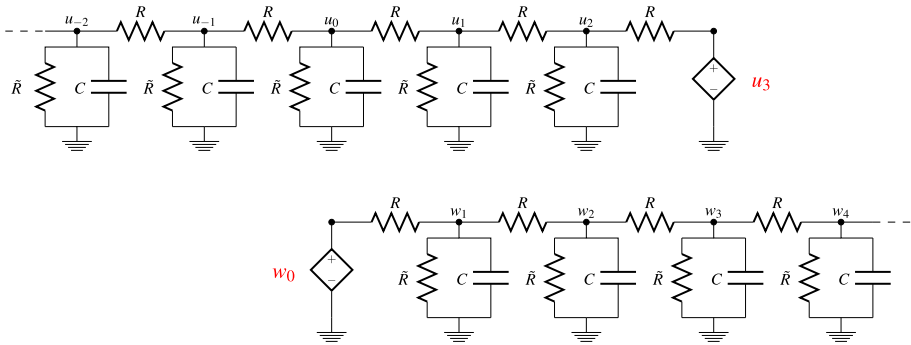 R R R R R
u₋₂ u₋₁ u₀ u₁ u₂
R̃ C R̃ C R̃ C R̃ C R̃ C + − u₃
R R R R
w₁ w₂ w₃ w₄
w₀ + − R̃ C R̃ C R̃ C R̃ C